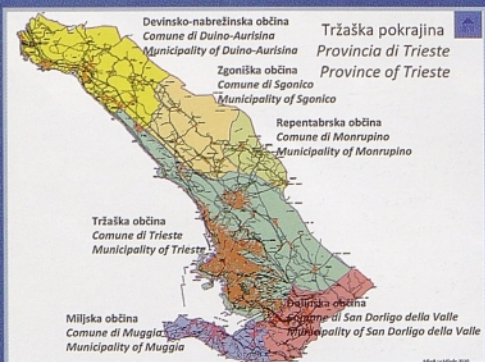 Devinsko-nabrežinska občina
Comune di Duino-Aurisina
Municipality of Duino-Aurisina
Tržaška pokrajina
Provincia di Trieste
Province of Trieste
Zgoniška občina
Comune di Sgonico
Municipality of Sgonico
Repentabrska občina
Comune di Monrupino
Municipality of Monrupino
Tržaška občina
Comune di Trieste
Municipality of Trieste
Dolinska občina
Comune di San Dorligo della Valle
Municipality of San Dorligo della Valle
Miljska občina
Comune di Muggia
Municipality of Muggia